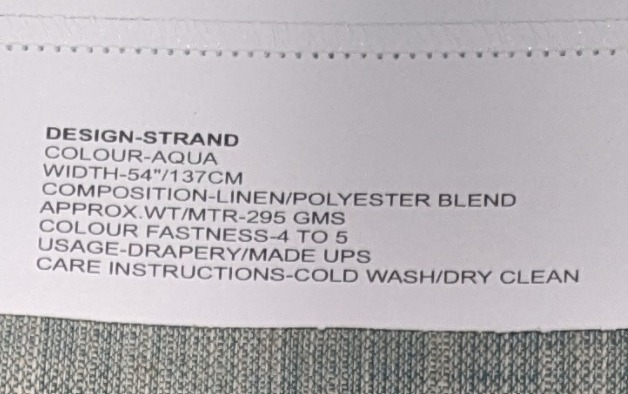 DESIGN-STRAND
COLOUR-AQUA
WIDTH-54"/137CM
COMPOSITION-LINEN/POLYESTER BLEND
APPROX.WT/MTR-295 GMS
COLOUR FASTNESS-4 TO 5
USAGE-DRAPERY/MADE UPS
CARE INSTRUCTIONS-COLD WASH/DRY CLEAN